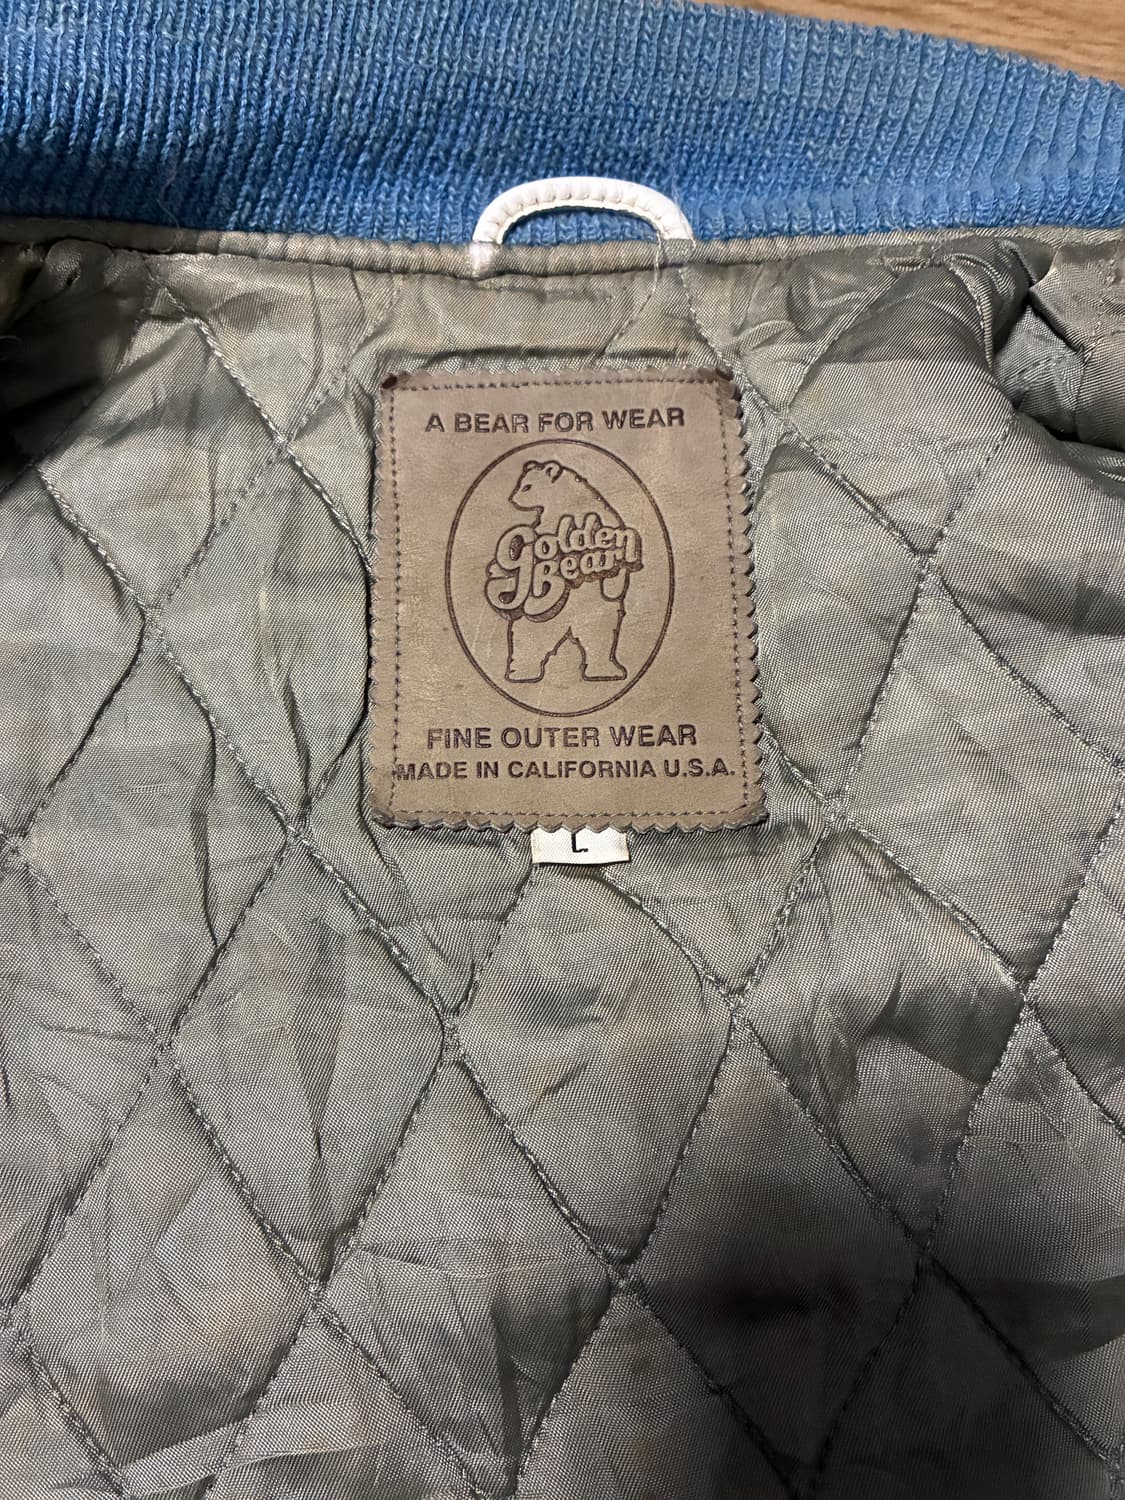 A BEAR FOR WEAR
Golden
Bear
FINE OUTER WEAR
MADE IN CALIFORNIA U.S.A.
L